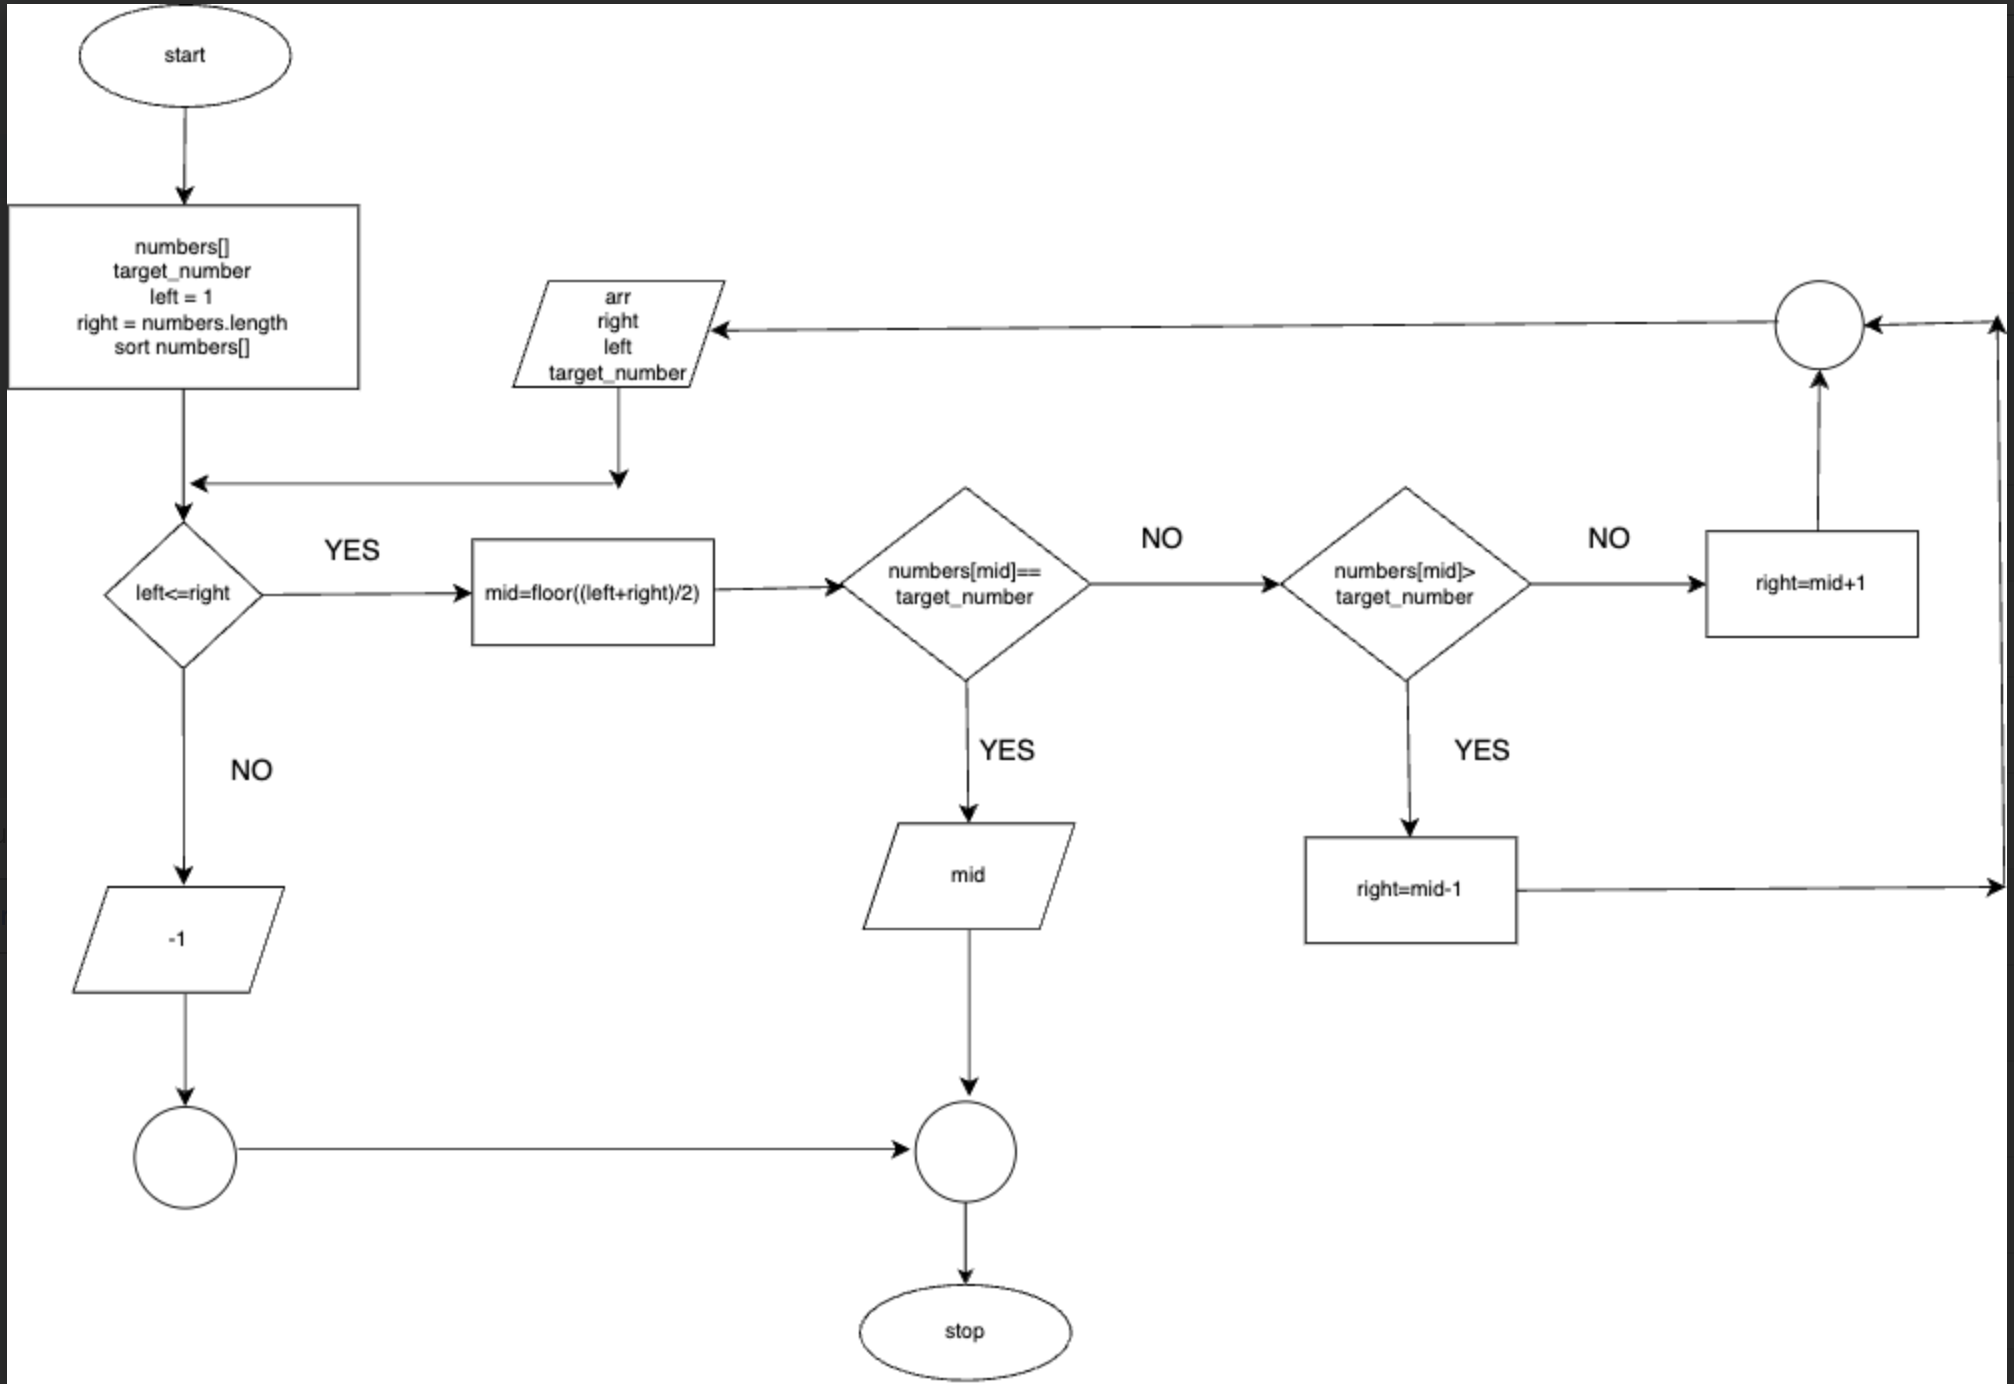 start
numbers[]
target_number
left = 1
right = numbers.length
sort numbers[]
arr
right
left
target_number
left<=right
YES
mid=floor((left+right)/2)
numbers[mid]==
target_number
NO
numbers[mid]>
target_number
NO
right=mid+1
NO
YES
YES
-1
mid
right=mid-1
stop